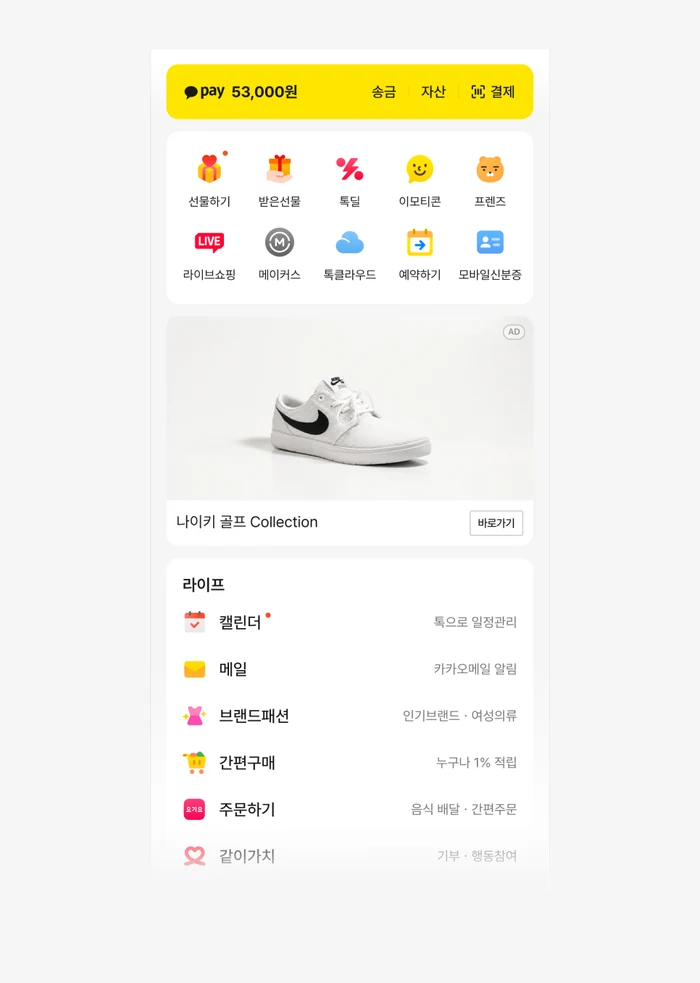 pay 53,000원 송금 자산 결제
선물하기 받은선물 톡딜 이모티콘 프렌즈
LIVE M
라이브쇼핑 메이커스 톡클라우드 예약하기 모바일신분증
AD
나이키 골프 Collection 바로가기
라이프
캘린더 톡으로 일정관리
메일 카카오메일 알림
브랜드패션 인기브랜드 · 여성의류
간편구매 누구나 1% 적립
요기요 주문하기 음식 배달 · 간편주문
같이가치 기부 · 행동참여